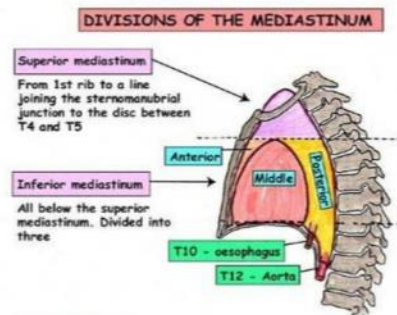 DIVISIONS OF THE MEDIASTINUM
Superior mediastinum
From 1st rib to a line
joining the sternomanubrial
junction to the disc between
T4 and T5
Anterior
Middle
Posterior
Inferior mediastinum
All below the superior
mediastinum. Divided into
three
T10 - oesophagus
T12 - Aorta